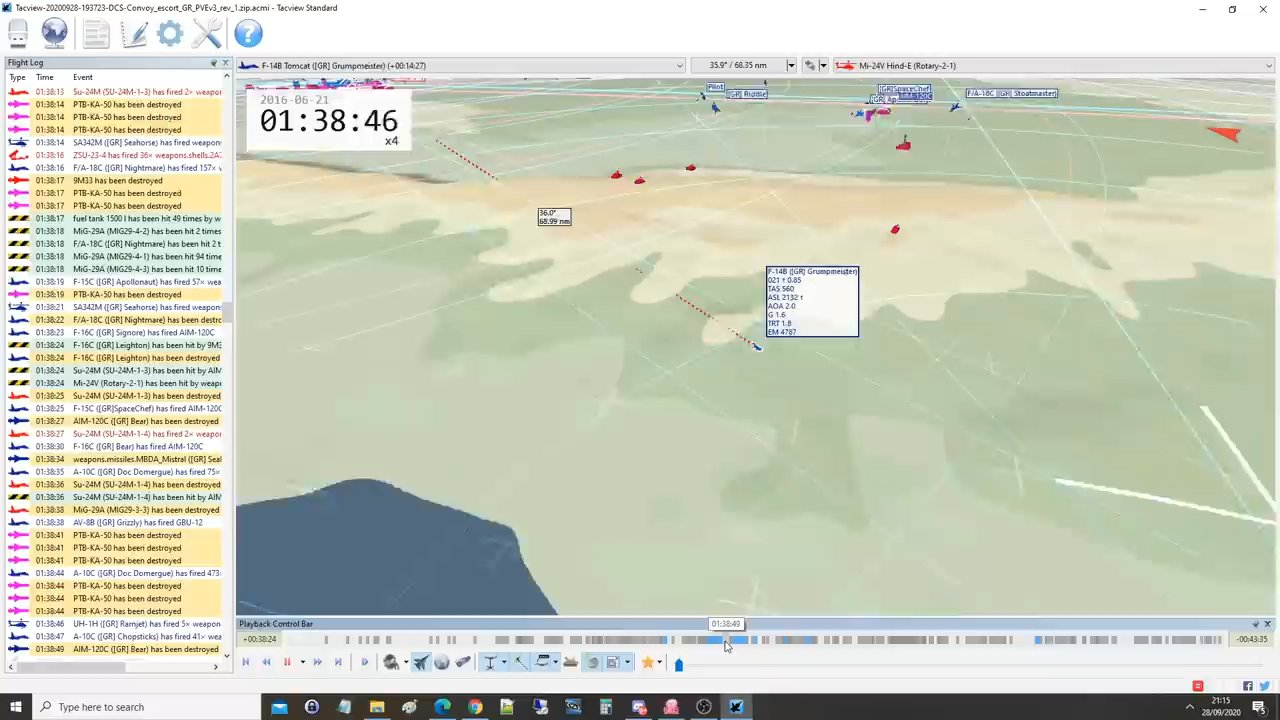 Tacview-20200928-193723-DCS-Convoy_escort_GR_PVEv3_rev_1.zip.acmi - Tacview Standard
Flight Log
F-14B Tomcat ([GR] Grumpmeister) (+00:14:27)
35.9° / 68.35 nm
Mi-24V Hind-E (Rotary-2-1)
Type Time Event
01:38:13 Su-24M (SU-24M-1-3) has fired 2× weapon
01:38:14 PTB-KA-50 has been destroyed
01:38:14 PTB-KA-50 has been destroyed
01:38:14 PTB-KA-50 has been destroyed
01:38:14 SA342M ([GR] Seahorse) has fired weapons
01:38:16 ZSU-23-4 has fired 36× weapons.shells.2A7
01:38:16 F/A-18C ([GR] Nightmare) has fired 157× v
01:38:17 9M33 has been destroyed
01:38:17 PTB-KA-50 has been destroyed
01:38:17 PTB-KA-50 has been destroyed
01:38:17 fuel tank 1500 l has been hit 49 times by w
01:38:18 MiG-29A (MIG29-4-2) has been hit 2 times
01:38:18 F/A-18C ([GR] Nightmare) has been hit 2 t
01:38:18 MiG-29A (MIG29-4-1) has been hit 94 time
01:38:18 MiG-29A (MIG29-4-3) has been hit 10 time
01:38:19 F-15C ([GR] Apollonaut) has fired 57× wea
01:38:19 PTB-KA-50 has been destroyed
01:38:21 SA342M ([GR] Seahorse) has fired weapon
01:38:22 F/A-18C ([GR] Nightmare) has been destr
01:38:23 F-16C ([GR] Signore) has fired AIM-120C
01:38:24 F-16C ([GR] Leighton) has been hit by 9M3
01:38:24 F-16C ([GR] Leighton) has been destroyed
01:38:24 Su-24M (SU-24M-1-3) has been hit by AIM
01:38:24 Mi-24V (Rotary-2-1) has been hit by weapo
01:38:25 Su-24M (SU-24M-1-3) has been destroyed
01:38:25 F-15C ([GR]SpaceChef) has fired AIM-120C
01:38:27 AIM-120C ([GR] Bear) has been destroyed
01:38:27 Su-24M (SU-24M-1-4) has fired 2× weapon
01:38:30 F-16C ([GR] Bear) has fired AIM-120C
01:38:34 weapons.missiles.MBDA_Mistral ([GR] Seal
01:38:35 A-10C ([GR] Doc Domergue) has fired 75×
01:38:36 Su-24M (SU-24M-1-4) has been destroyed
01:38:36 Su-24M (SU-24M-1-4) has been hit by AIM
01:38:38 MiG-29A (MIG29-3-3) has been destroyed
01:38:38 AV-8B ([GR] Grizzly) has fired GBU-12
01:38:41 PTB-KA-50 has been destroyed
01:38:41 PTB-KA-50 has been destroyed
01:38:41 PTB-KA-50 has been destroyed
01:38:44 A-10C ([GR] Doc Domergue) has fired 473×
01:38:44 PTB-KA-50 has been destroyed
01:38:44 PTB-KA-50 has been destroyed
01:38:44 PTB-KA-50 has been destroyed
01:38:46 UH-1H ([GR] Ramjet) has fired 5× weapon
01:38:47 A-10C ([GR] Chopsticks) has fired 41× wea
01:38:49 AIM-120C ([GR] Bear) has been destroyed
2016-06-21
01:38:46
x4
Pilot
[GR] Riddle
[GR]SpaceChef
F/A-18C ([GR] Stoatmaster)
36.0°
68.99 nm
F-14B ([GR] Grumpmeister)
021 ↑ 0.85
TAS 560
ASL 2132 ↑
AOA 2.0
G 1.6
TRT 1.8
EM 4787
Playback Control Bar
01:38:49
+00:38:24
-00:43:35
Type here to search
21:15
28/09/2020